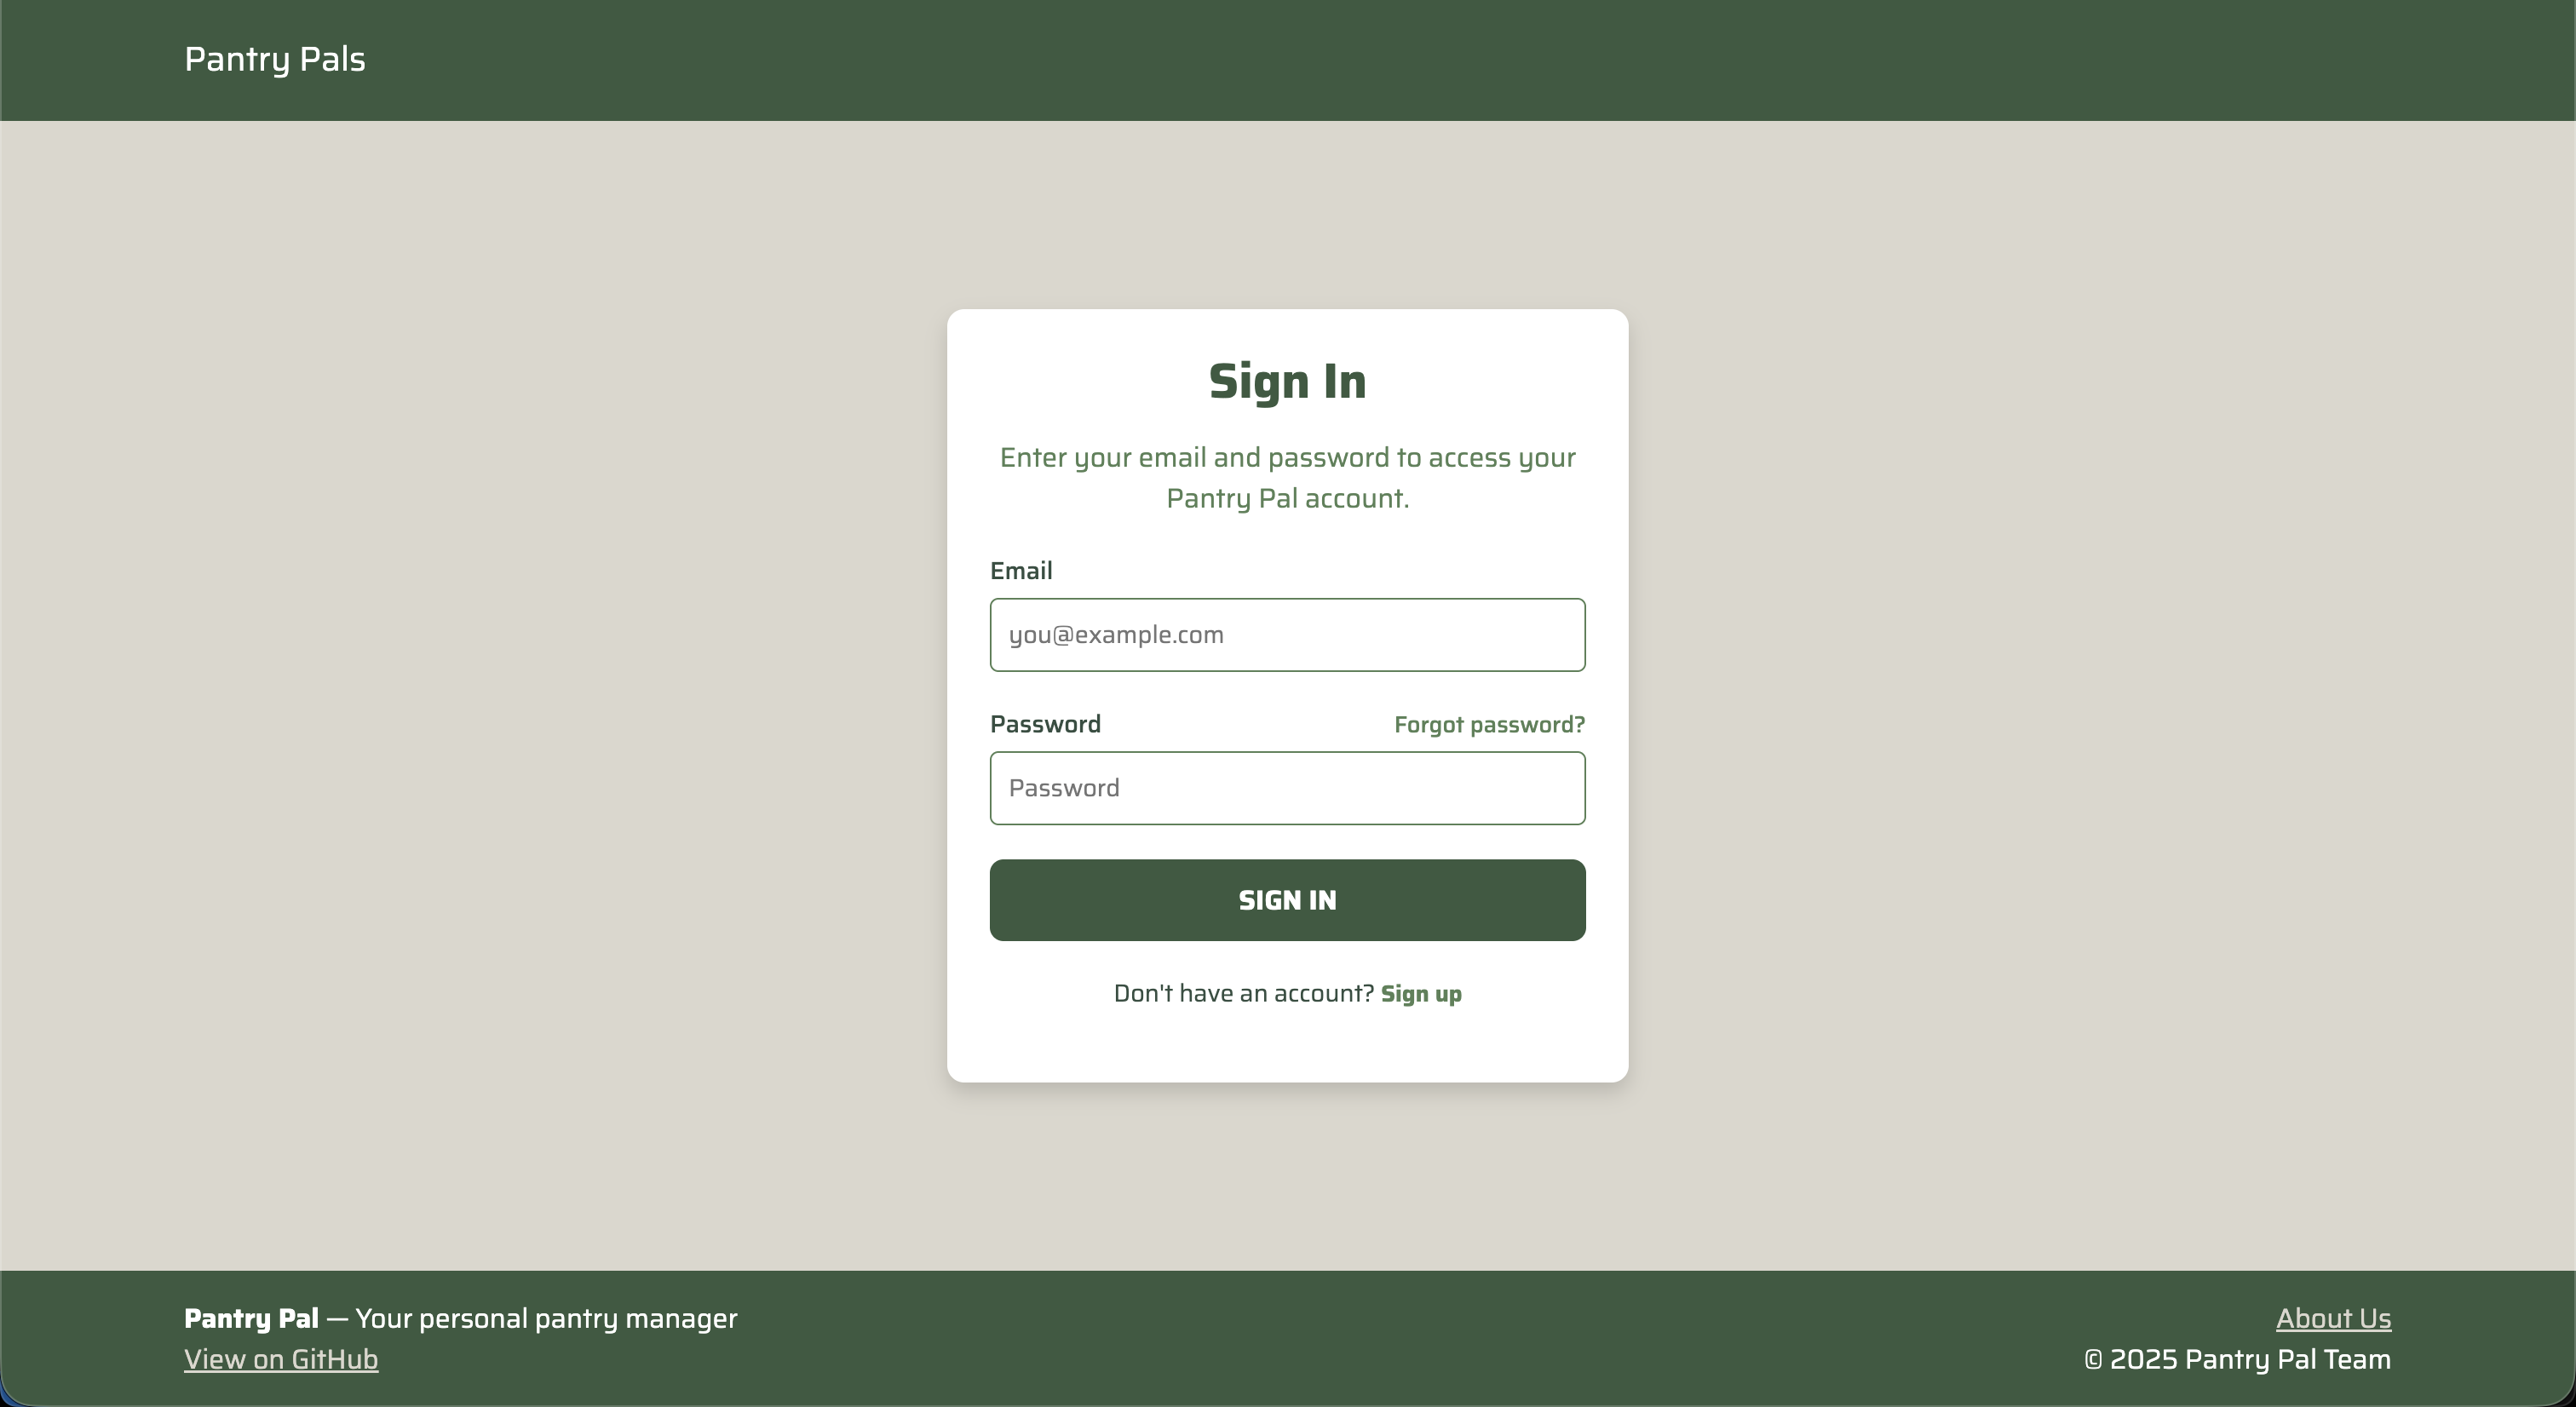 Pantry Pals
Sign In
Enter your email and password to access your
Pantry Pal account.
Email
you@example.com
Password Forgot password?
Password
SIGN IN
Don't have an account? Sign up
Pantry Pal — Your personal pantry manager
View on GitHub
About Us
© 2025 Pantry Pal Team